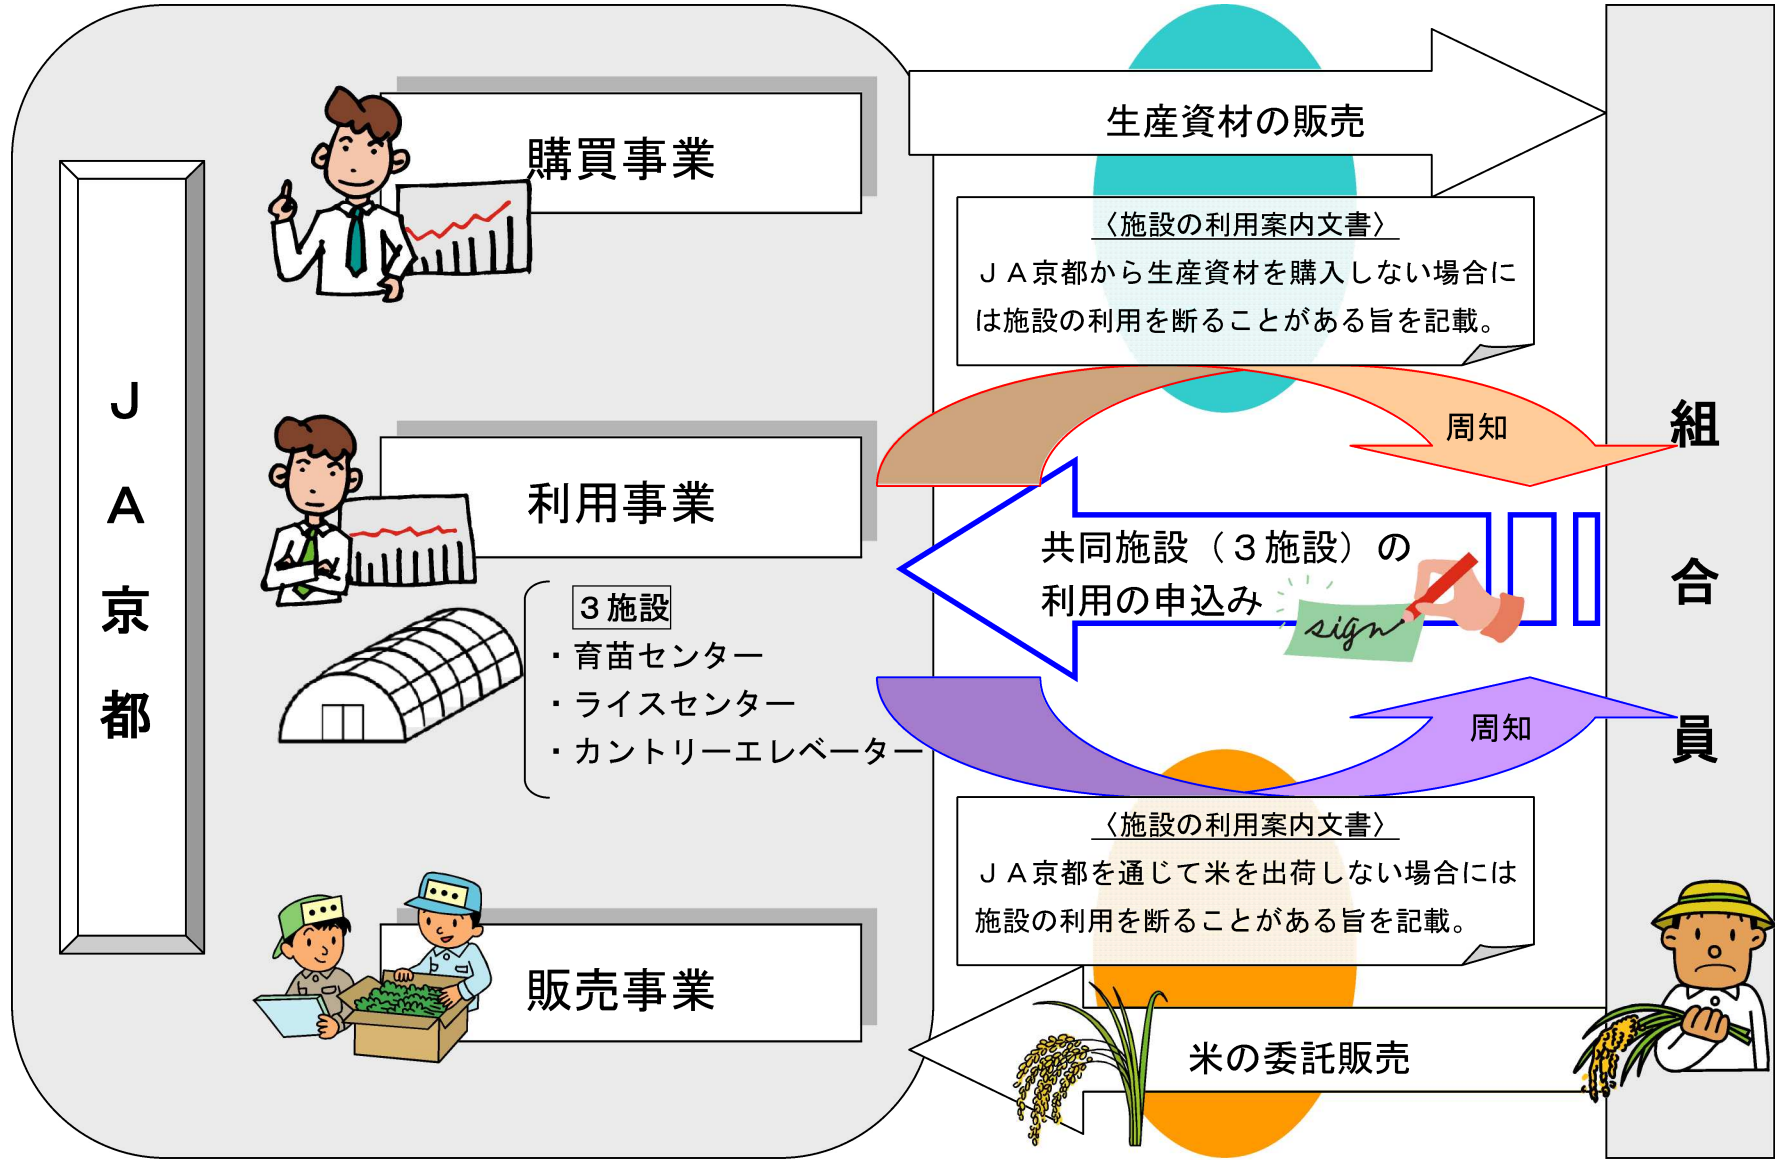 ＪＡ京都
購買事業
利用事業
３施設
・育苗センター
・ライスセンター
・カントリーエレベーター
販売事業
生産資材の販売
〈施設の利用案内文書〉
ＪＡ京都から生産資材を購入しない場合に
は施設の利用を断ることがある旨を記載。
周知
共同施設（３施設）の
利用の申込み
sign
周知
〈施設の利用案内文書〉
ＪＡ京都を通じて米を出荷しない場合には
施設の利用を断ることがある旨を記載。
米の委託販売
組合員